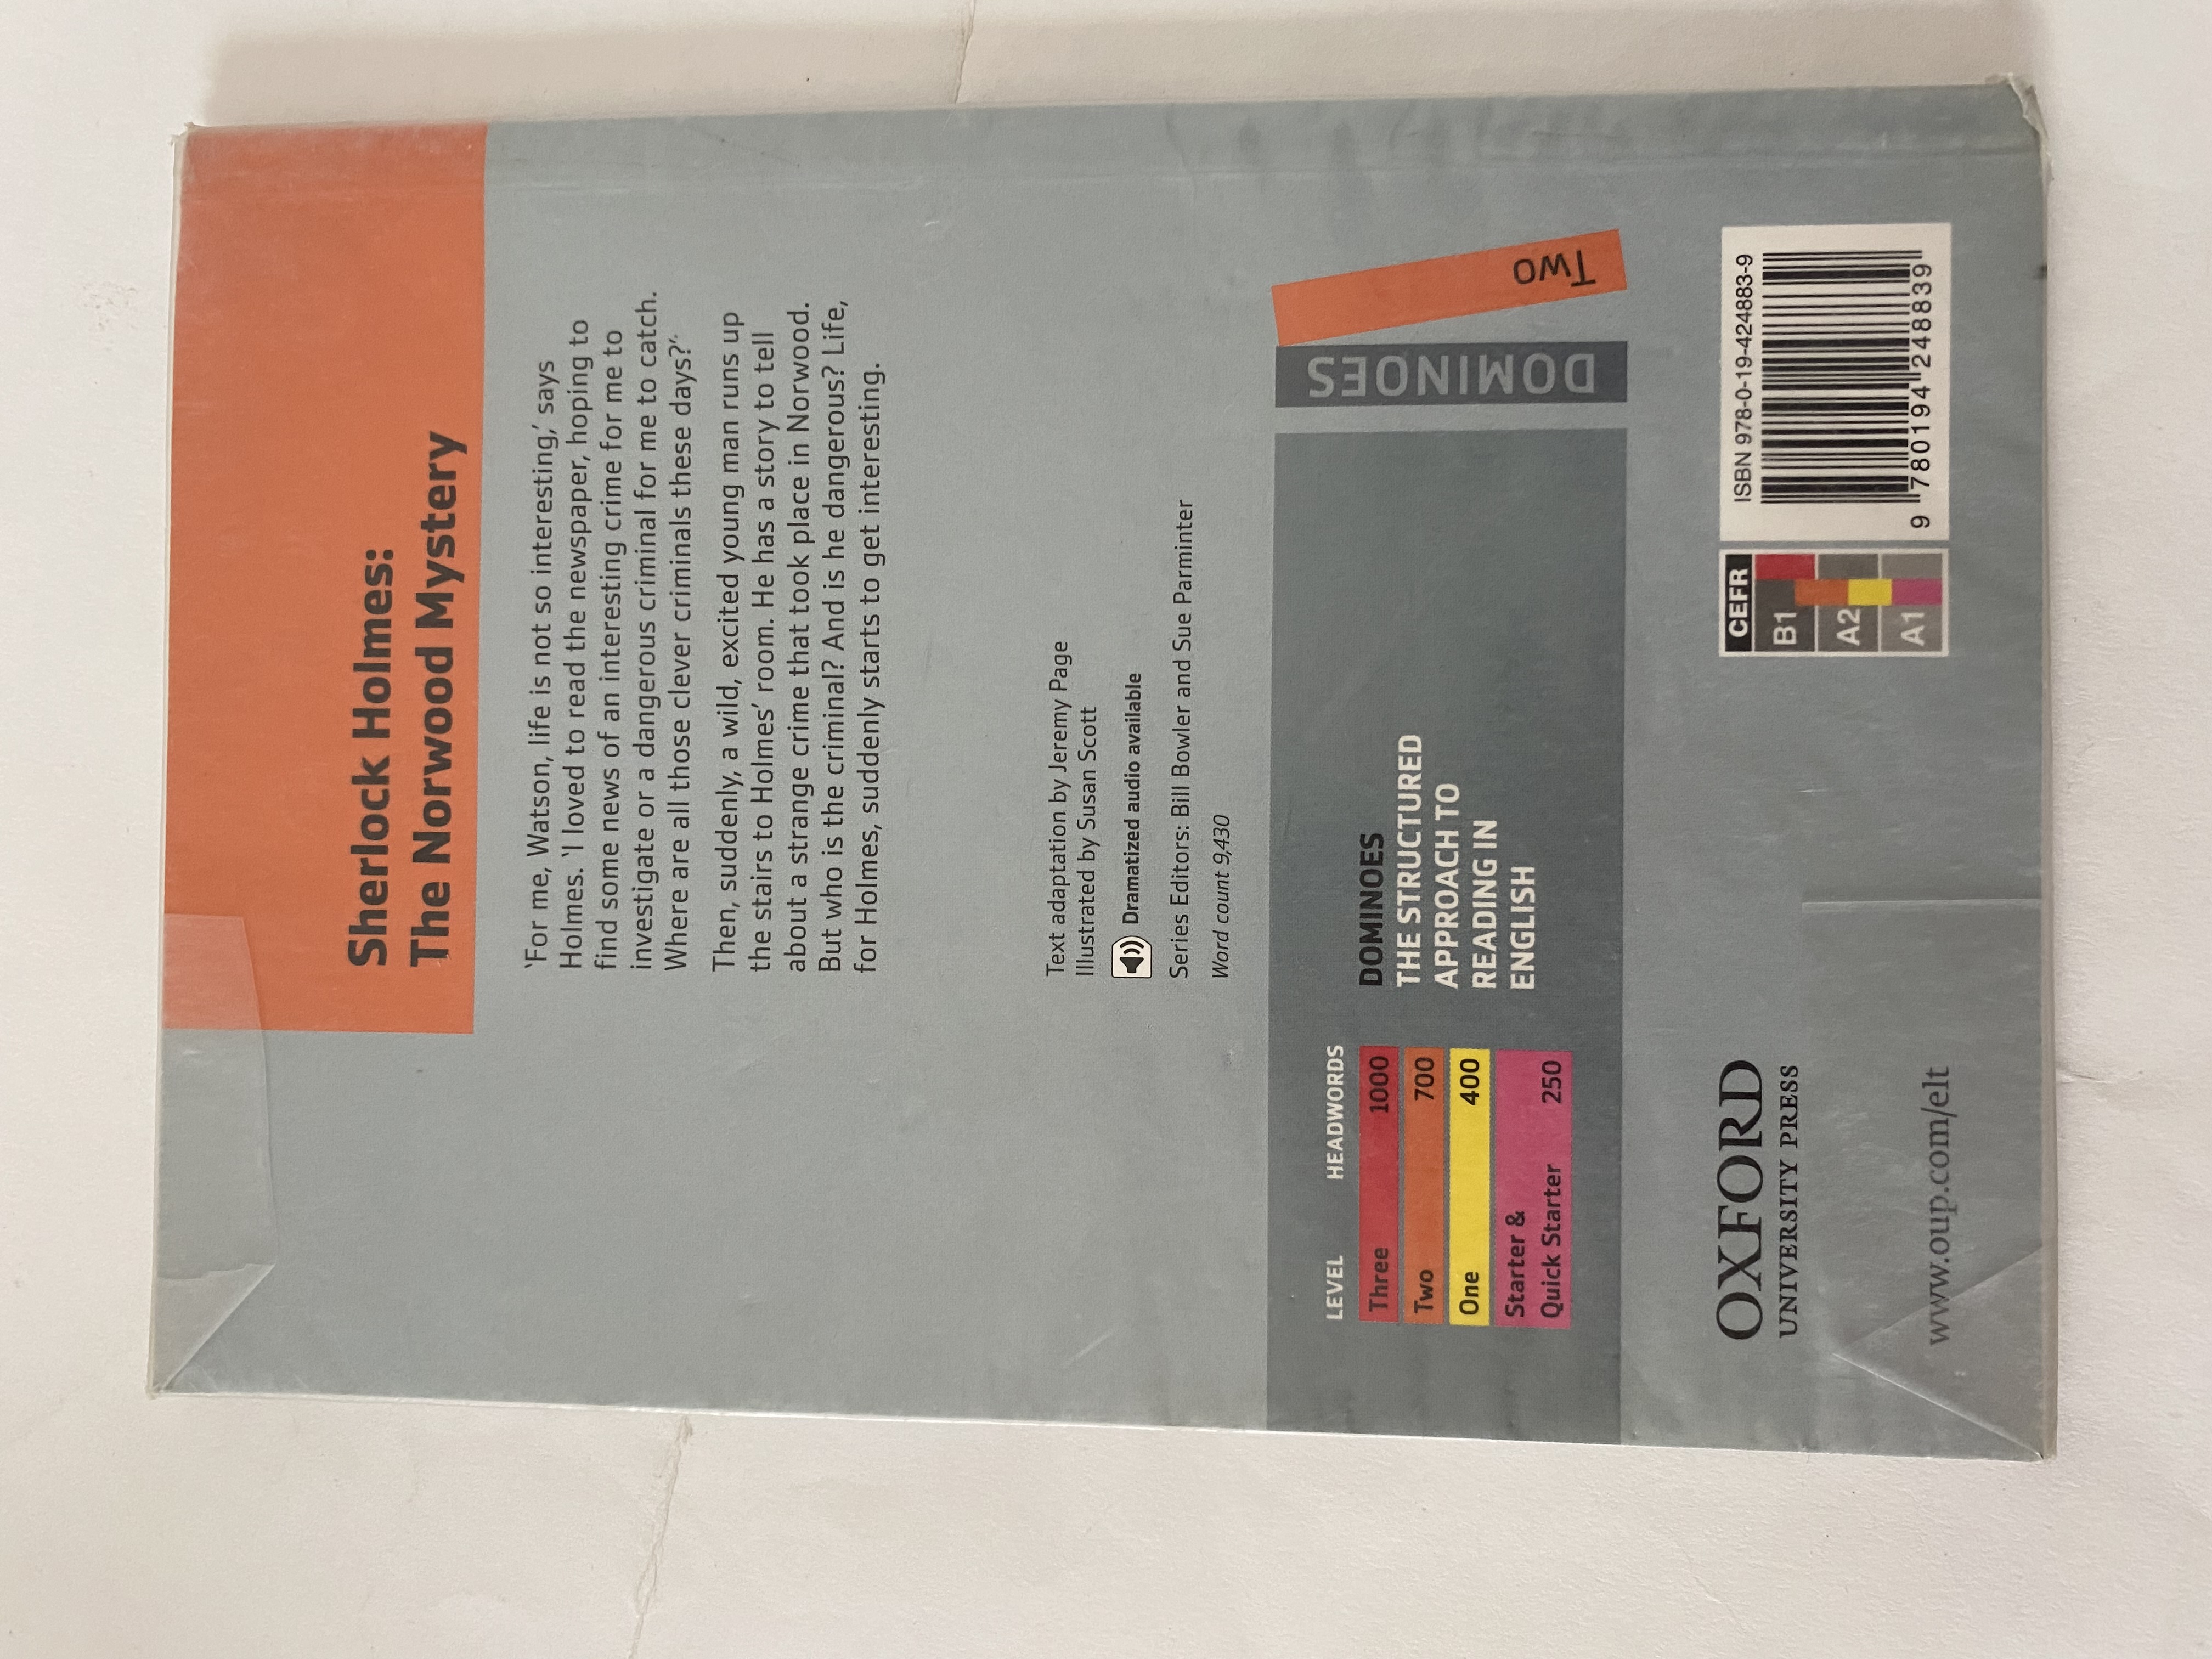 Sherlock Holmes:
The Norwood Mystery
‘For me, Watson, life is not so interesting,’ says
Holmes. ‘I loved to read the newspaper, hoping to
find some news of an interesting crime for me to
investigate or a dangerous criminal for me to catch.
Where are all those clever criminals these days?’
Then, suddenly, a wild, excited young man runs up
the stairs to Holmes’ room. He has a story to tell
about a strange crime that took place in Norwood.
But who is the criminal? And is he dangerous? Life,
for Holmes, suddenly starts to get interesting.
Text adaptation by Jeremy Page
Illustrated by Susan Scott
Dramatized audio available
Series Editors: Bill Bowler and Sue Parminter
Word count 9,430
LEVEL HEADWORDS
Three 1000
Two 700
One 400
Starter &
Quick Starter 250
DOMINOES
THE STRUCTURED
APPROACH TO
READING IN
ENGLISH
DOMINOES
Two
OXFORD
UNIVERSITY PRESS
www.oup.com/elt
CEFR
B1
A2
A1
ISBN 978-0-19-424883-9
9 780194 248839